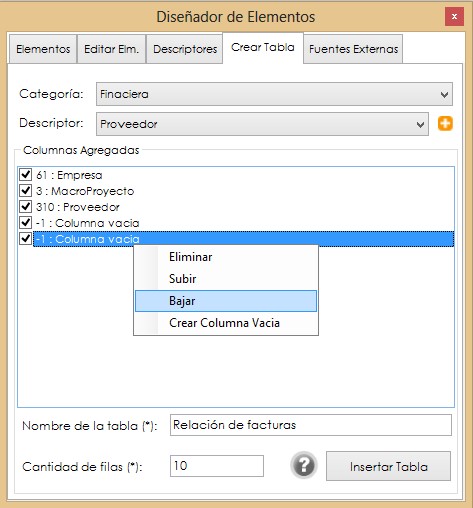 Diseñador de Elementos
x
Elementos Editar Elm. Descriptores Crear Tabla Fuentes Externas
Categoría: Finaciera
Descriptor: Proveedor
Columnas Agregadas
61 : Empresa
3 : MacroProyecto
310 : Proveedor
-1 : Columna vacia
-1 : Columna vacia
Eliminar
Subir
Bajar
Crear Columna Vacia
Nombre de la tabla (*): Relación de facturas
Cantidad de filas (*): 10 ? Insertar Tabla